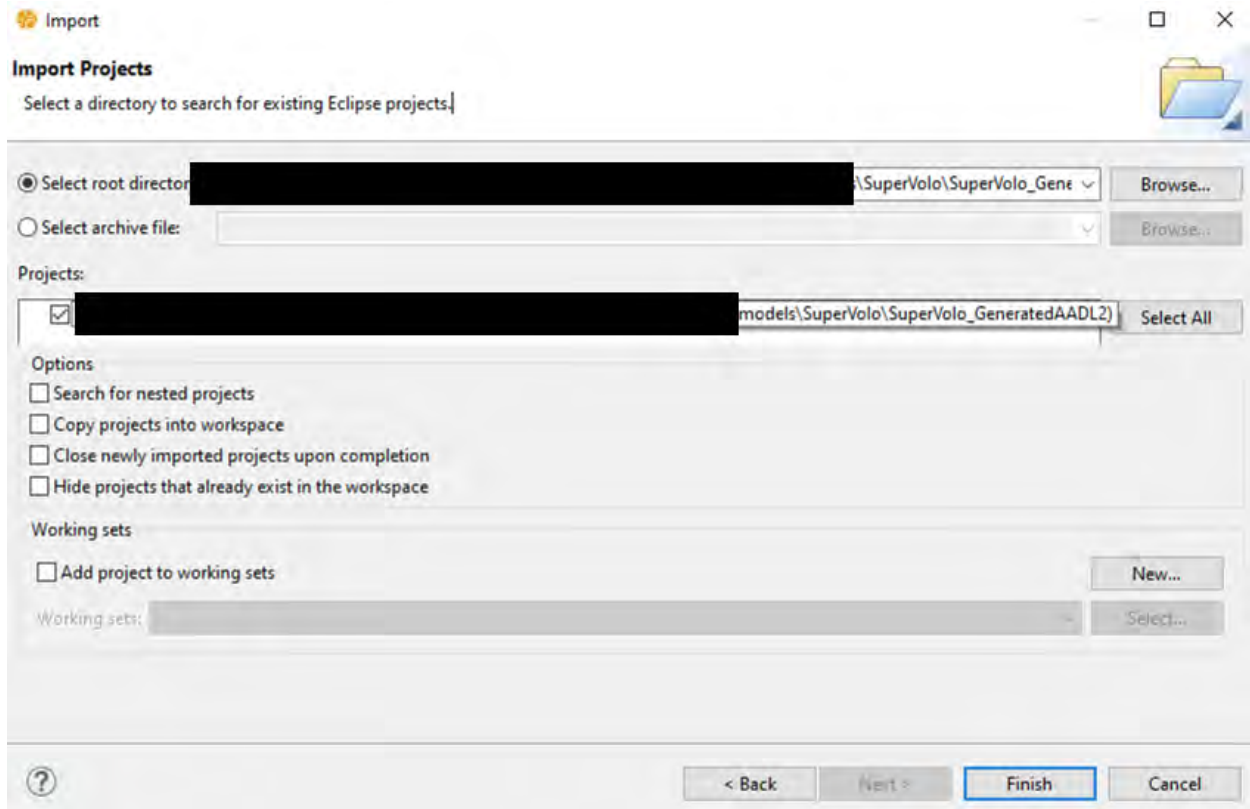 Import
Import Projects
Select a directory to search for existing Eclipse projects.
Select root director \SuperVolo\SuperVolo_Gene Browse...
Select archive file: Browse...
Projects:
models\SuperVolo\SuperVolo_GeneratedAADL2) Select All
Options
Search for nested projects
Copy projects into workspace
Close newly imported projects upon completion
Hide projects that already exist in the workspace
Working sets
Add project to working sets New...
Working sets: Select...
? < Back Next > Finish Cancel